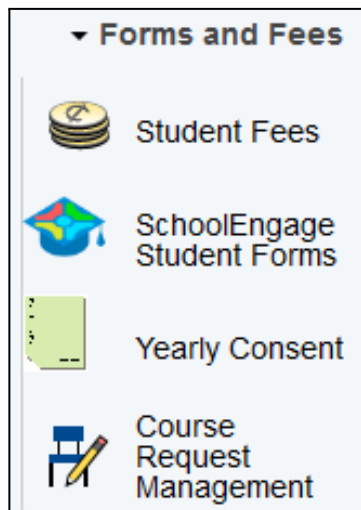 Forms and Fees
Student Fees
SchoolEngage
Student Forms
Yearly Consent
Course
Request
Management